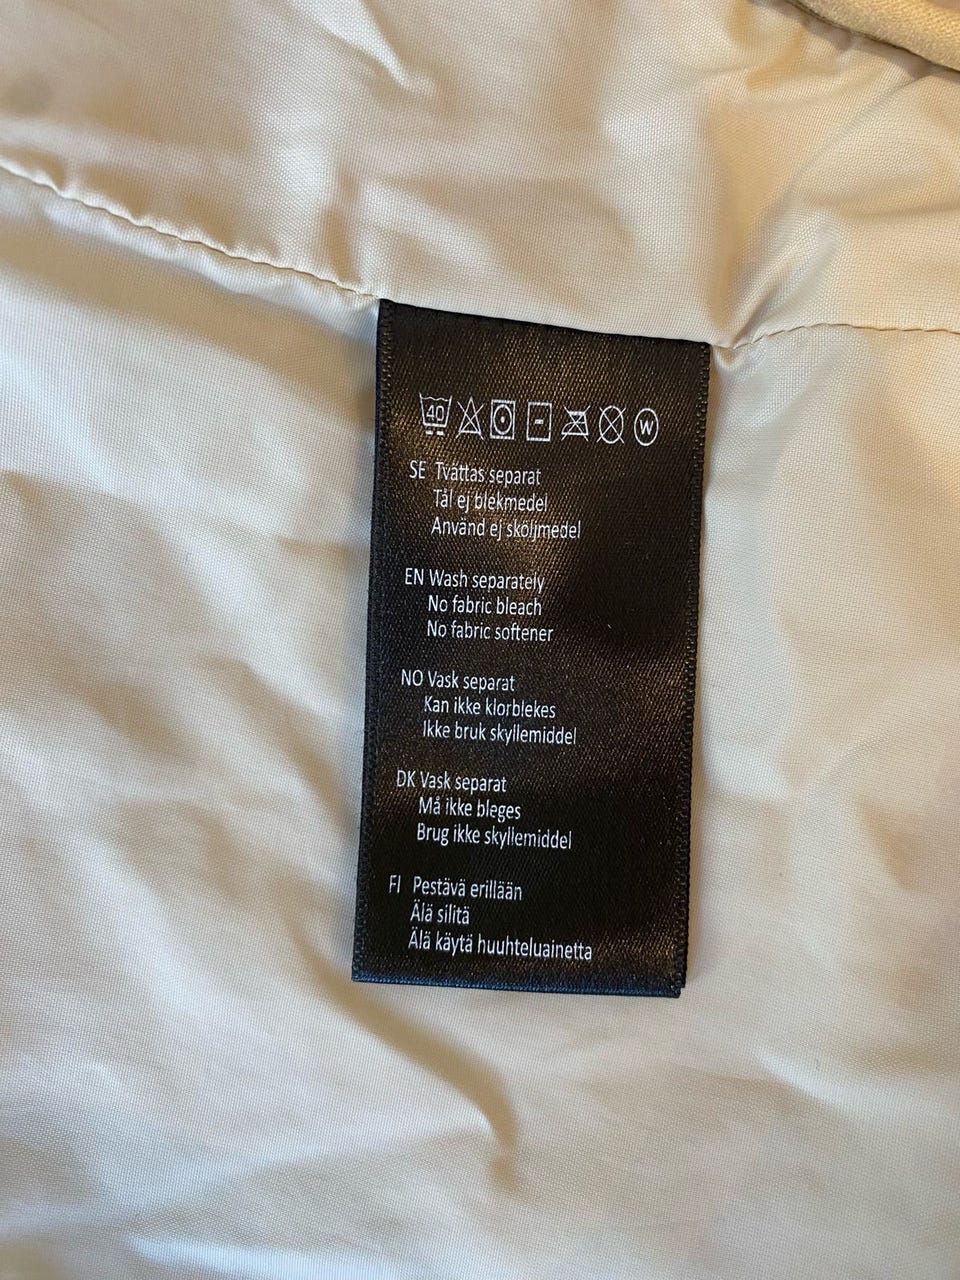 40 W
SE Tvättas separat
Tål ej blekmedel
Använd ej sköljmedel
EN Wash separately
No fabric bleach
No fabric softener
NO Vask separat
Kan ikke klorblekes
Ikke bruk skyllemiddel
DK Vask separat
Må ikke bleges
Brug ikke skyllemiddel
FI Pestävä erillään
Älä silitä
Älä käytä huuhteluainetta